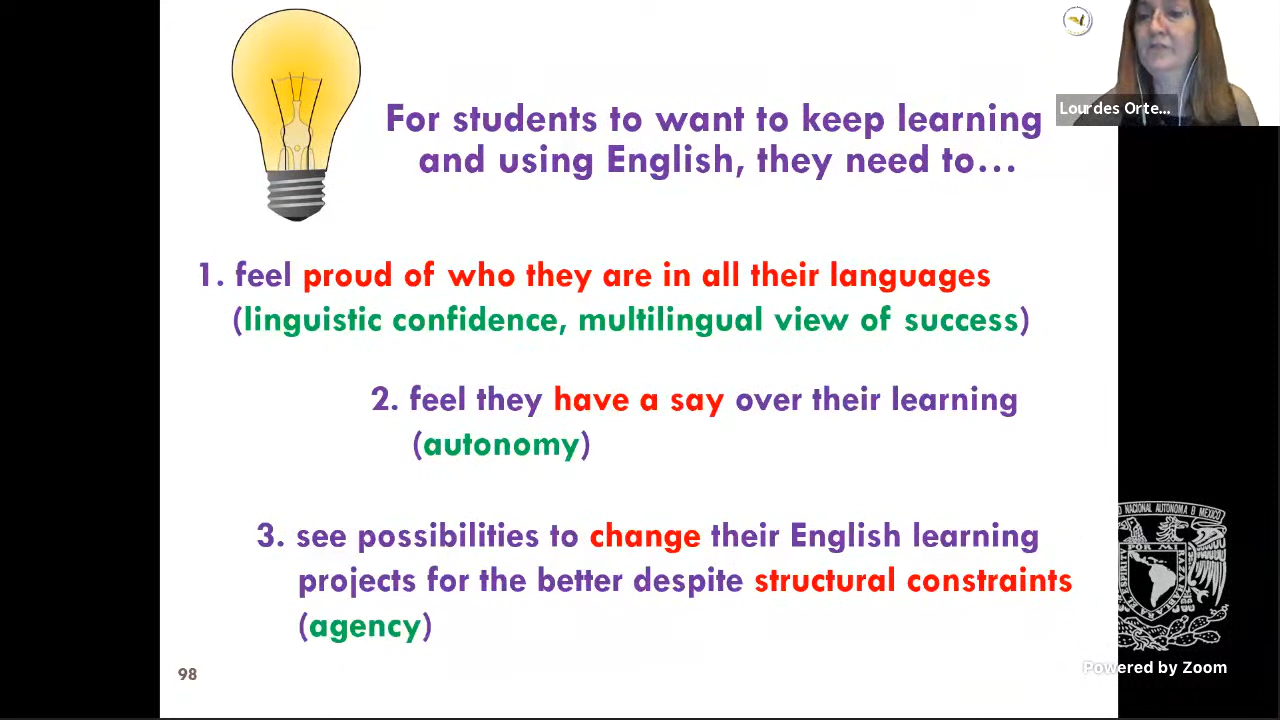 Lourdes Orte...
For students to want to keep learning
and using English, they need to...
1. feel proud of who they are in all their languages
(linguistic confidence, multilingual view of success)
2. feel they have a say over their learning
(autonomy)
3. see possibilities to change their English learning
projects for the better despite structural constraints
(agency)
98
POR MI
Powered by Zoom